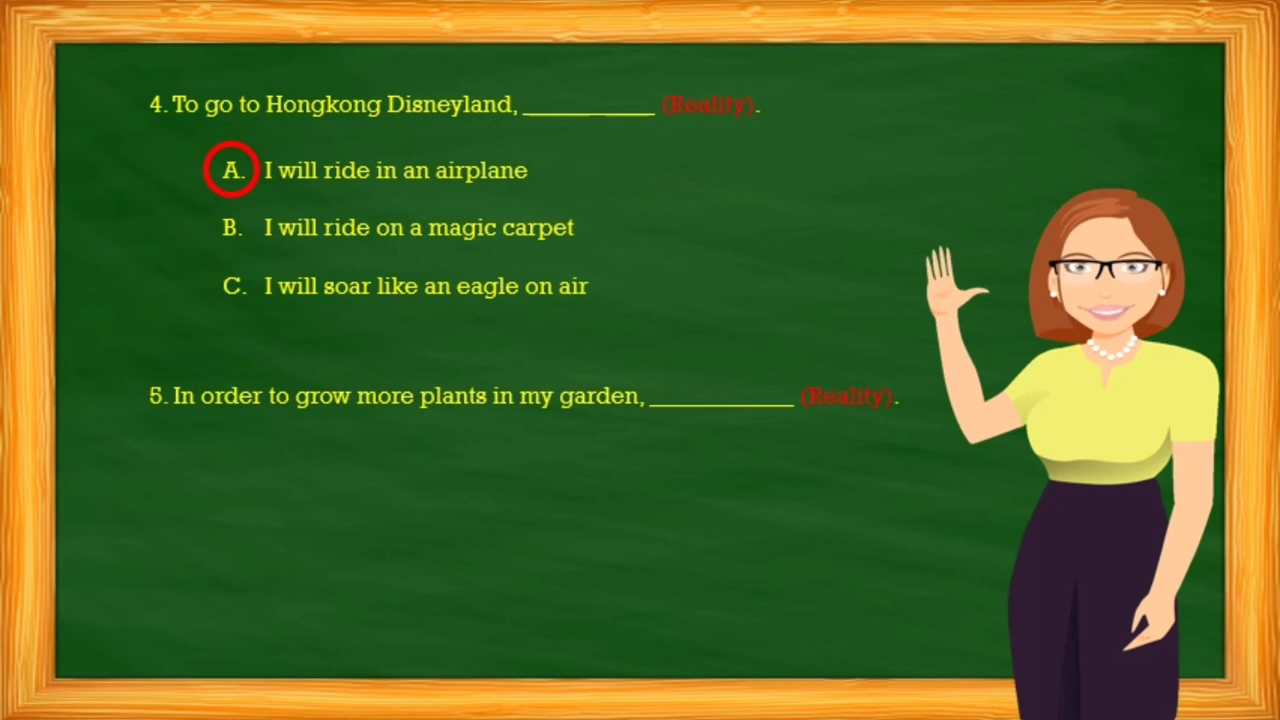 4. To go to Hongkong Disneyland, ___________ (Reality).
A. I will ride in an airplane
B. I will ride on a magic carpet
C. I will soar like an eagle on air
5. In order to grow more plants in my garden, ____________ (Reality).